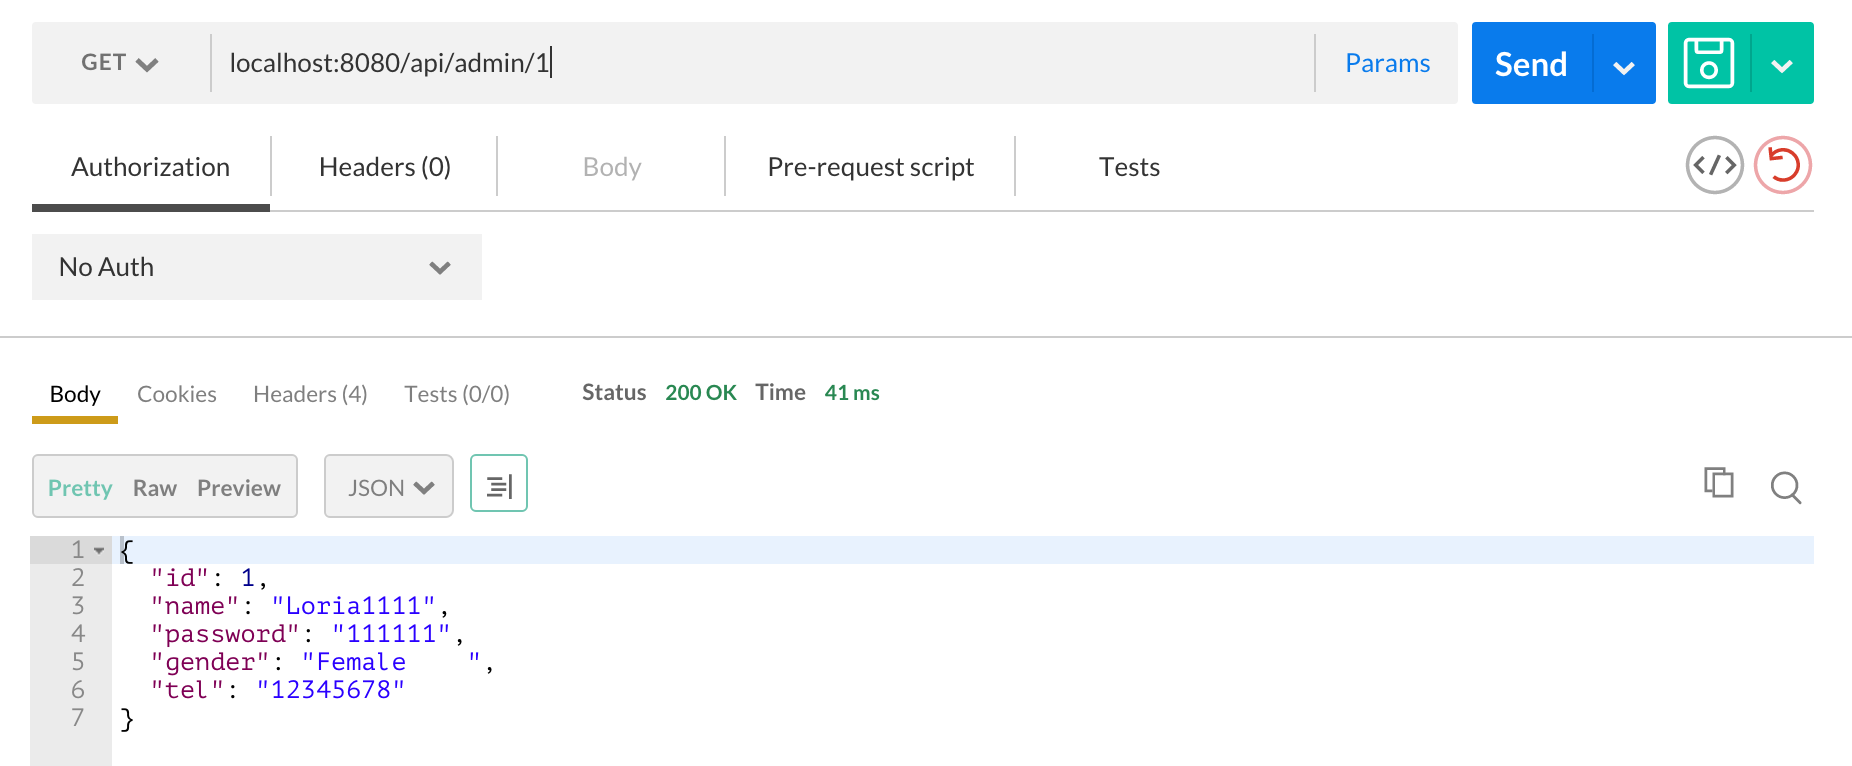 GET localhost:8080/api/admin/1 Params Send
Authorization Headers (0) Body Pre-request script Tests
No Auth
Body Cookies Headers (4) Tests (0/0) Status 200 OK Time 41 ms
Pretty Raw Preview JSON
1 {
2 "id": 1,
3 "name": "Loria1111",
4 "password": "111111",
5 "gender": "Female    ",
6 "tel": "12345678"
7 }